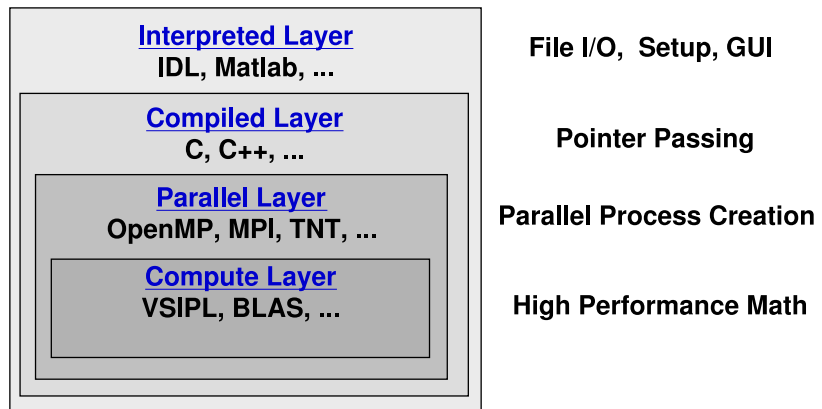 Interpreted Layer
IDL, Matlab, ...
File I/O, Setup, GUI
Compiled Layer
C, C++, ...
Pointer Passing
Parallel Layer
OpenMP, MPI, TNT, ...
Parallel Process Creation
Compute Layer
VSIPL, BLAS, ...
High Performance Math